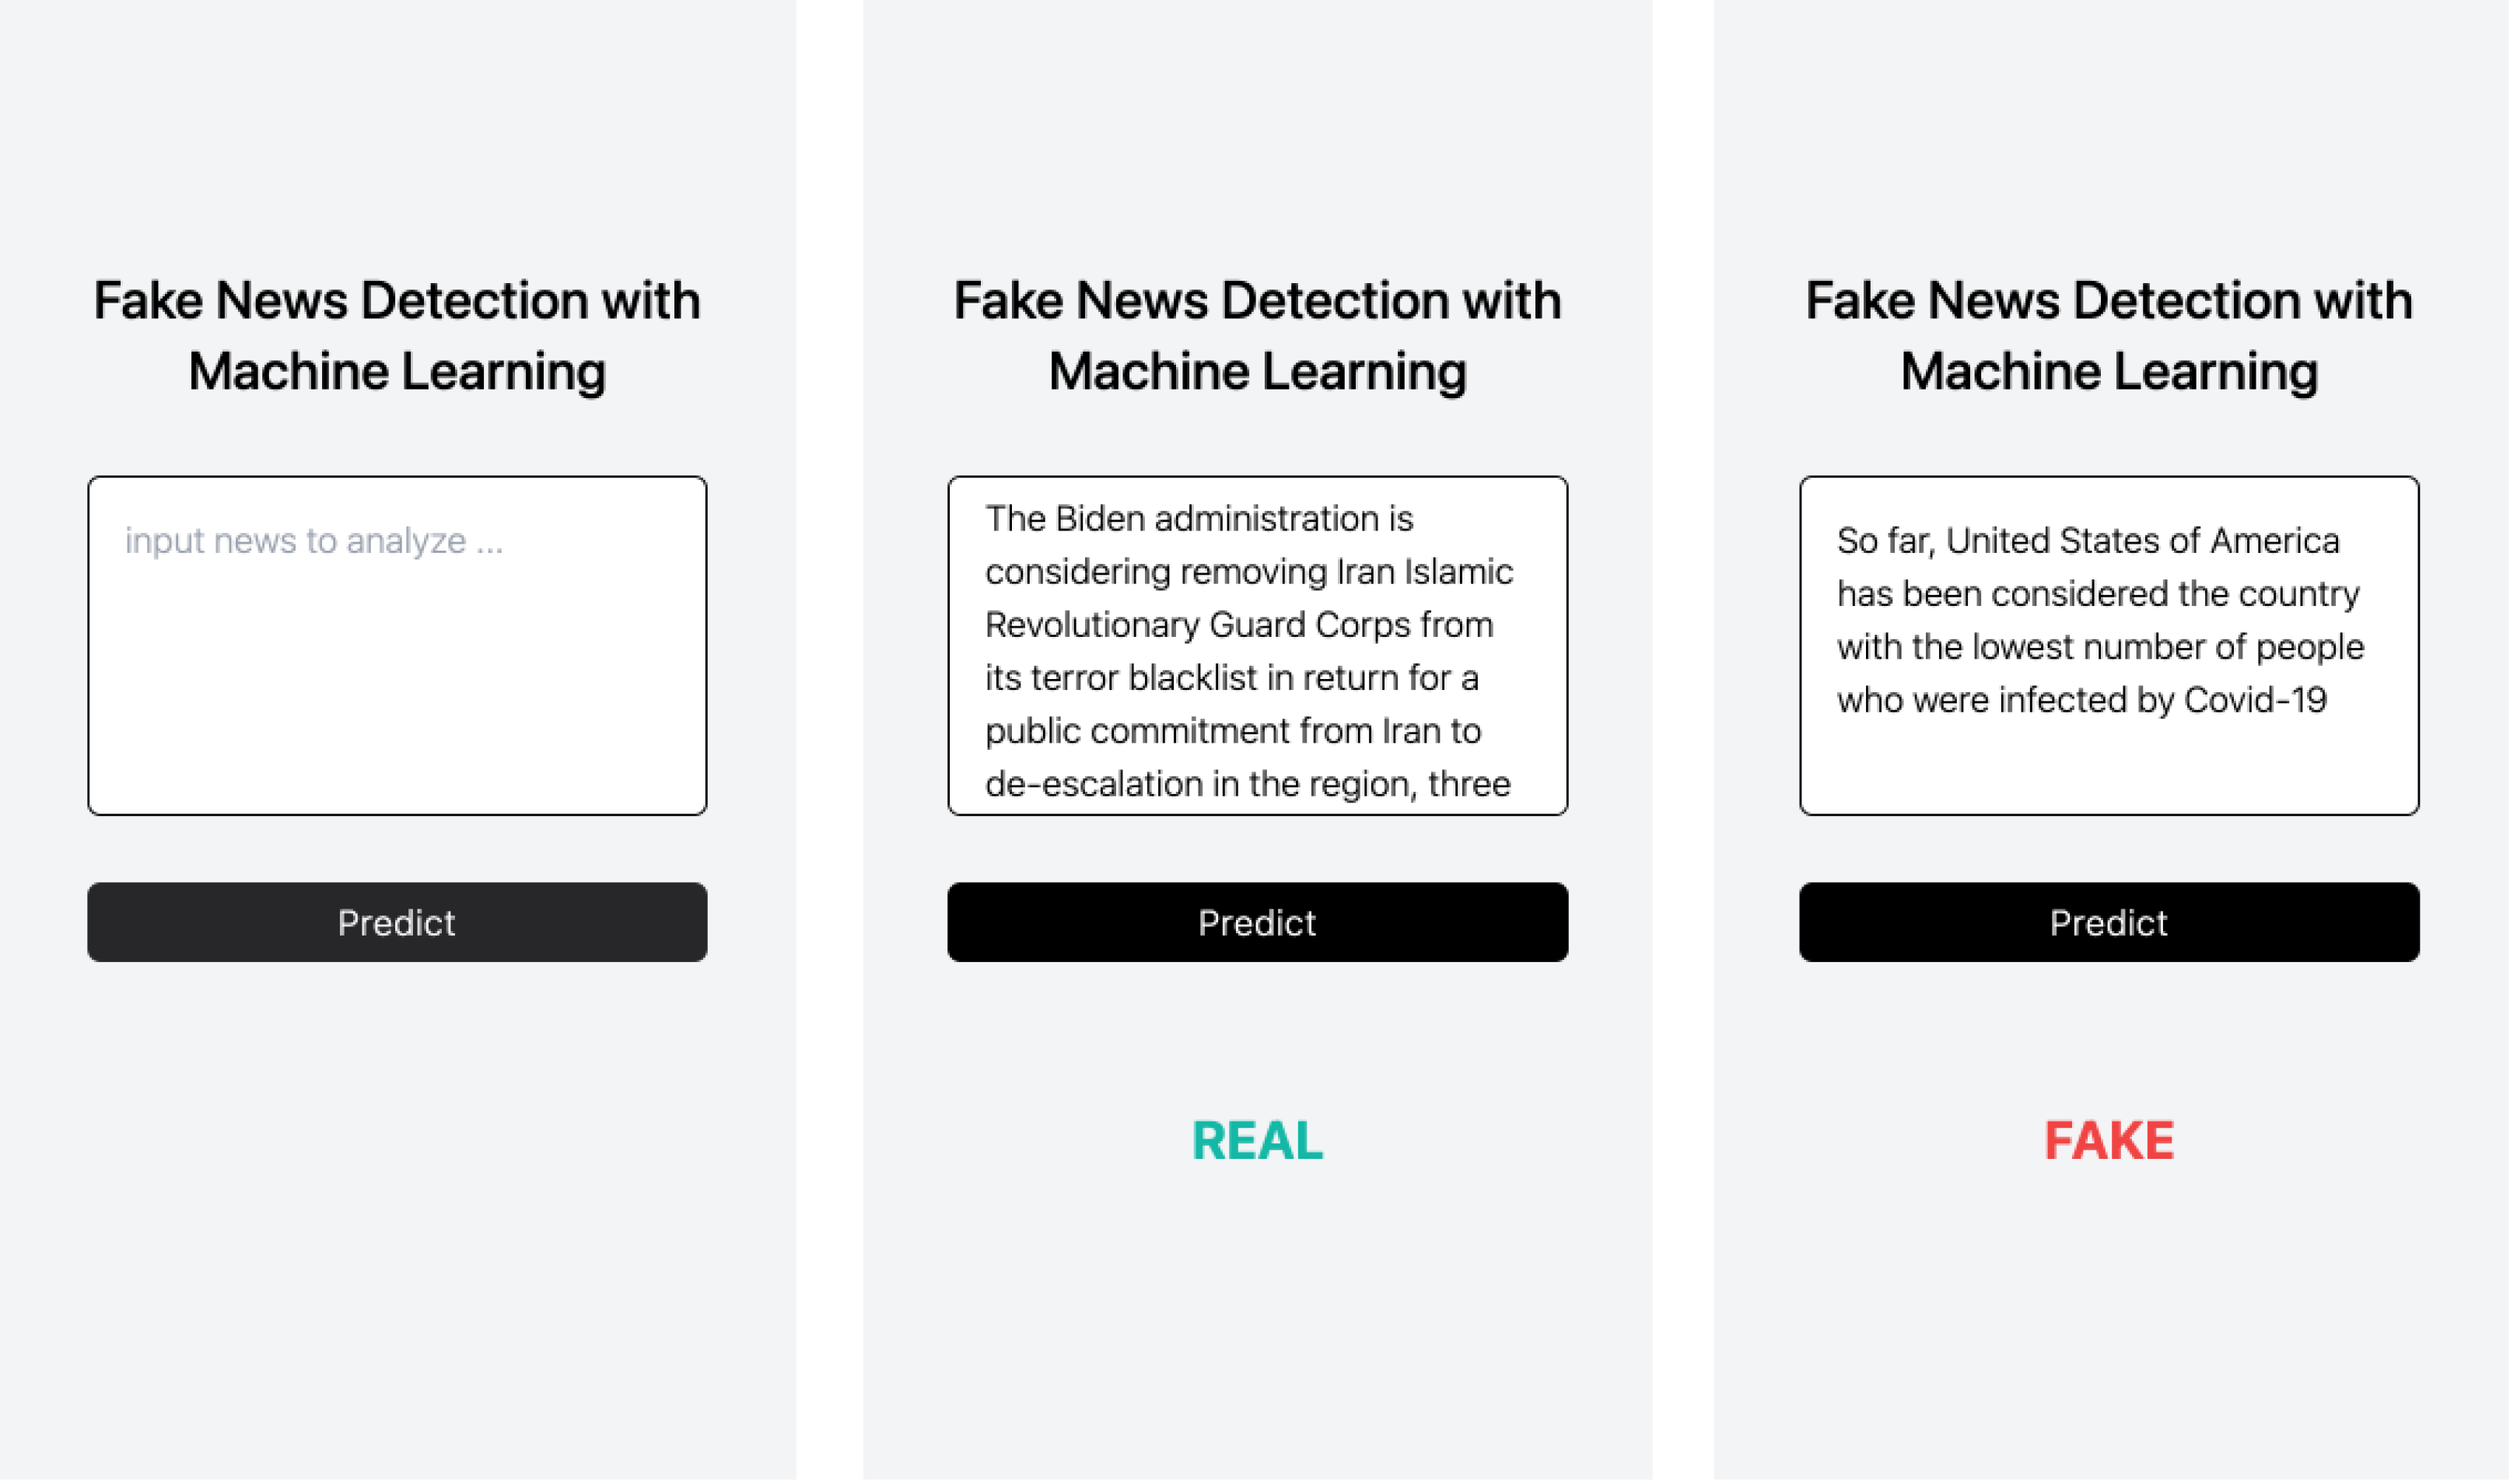 Fake News Detection with
Machine Learning
input news to analyze ...
Predict
Fake News Detection with
Machine Learning
The Biden administration is
considering removing Iran Islamic
Revolutionary Guard Corps from
its terror blacklist in return for a
public commitment from Iran to
de-escalation in the region, three
Predict
REAL
Fake News Detection with
Machine Learning
So far, United States of America
has been considered the country
with the lowest number of people
who were infected by Covid-19
Predict
FAKE